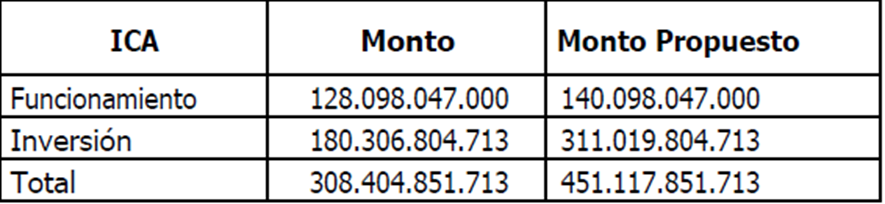 ICA Monto Monto Propuesto
Funcionamiento 128.098.047.000 140.098.047.000
Inversión 180.306.804.713 311.019.804.713
Total 308.404.851.713 451.117.851.713